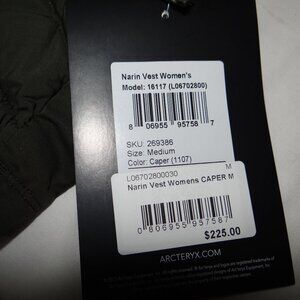 Narin Vest Women's
Model: 16117 (L06702800)
8 06955 95758 7
SKU: 269386
Size: Medium
Color: Caper (1107)
L06702800030 M
Narin Vest Womens CAPER M
0 806955 957587
$225.00
ARCTERYX.COM